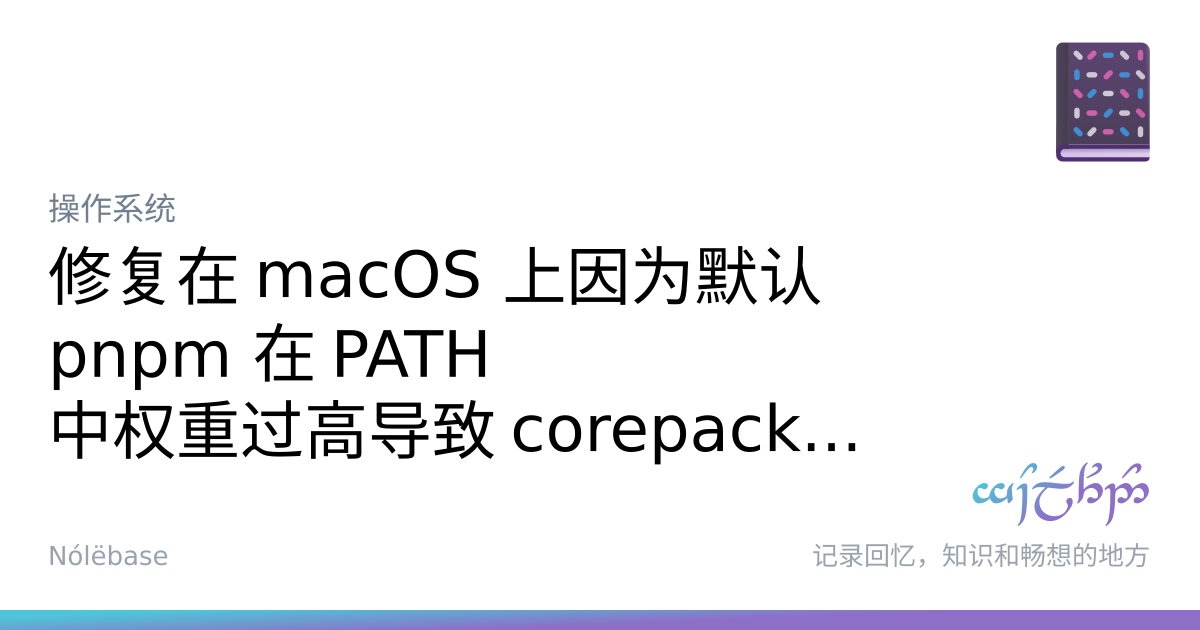 操作系统
修复在 macOS 上因为默认
pnpm 在 PATH
中权重过高导致 corepack...
Nólëbase
记录回忆，知识和畅想的地方